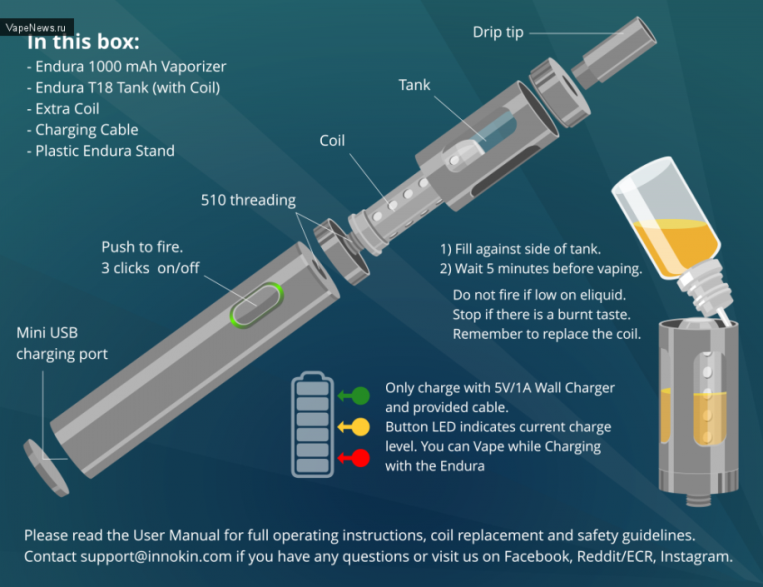 VapeNews.ru
In this box:
- Endura 1000 mAh Vaporizer
- Endura T18 Tank (with Coil)
- Extra Coil
- Charging Cable
- Plastic Endura Stand
Drip tip
Tank
Coil
510 threading
Push to fire.
3 clicks on/off
Mini USB
charging port
1) Fill against side of tank.
2) Wait 5 minutes before vaping.
Do not fire if low on eliquid.
Stop if there is a burnt taste.
Remember to replace the coil.
Only charge with 5V/1A Wall Charger
and provided cable.
Button LED indicates current charge
level. You can Vape while Charging
with the Endura
Please read the User Manual for full operating instructions, coil replacement and safety guidelines.
Contact support@innokin.com if you have any questions or visit us on Facebook, Reddit/ECR, Instagram.